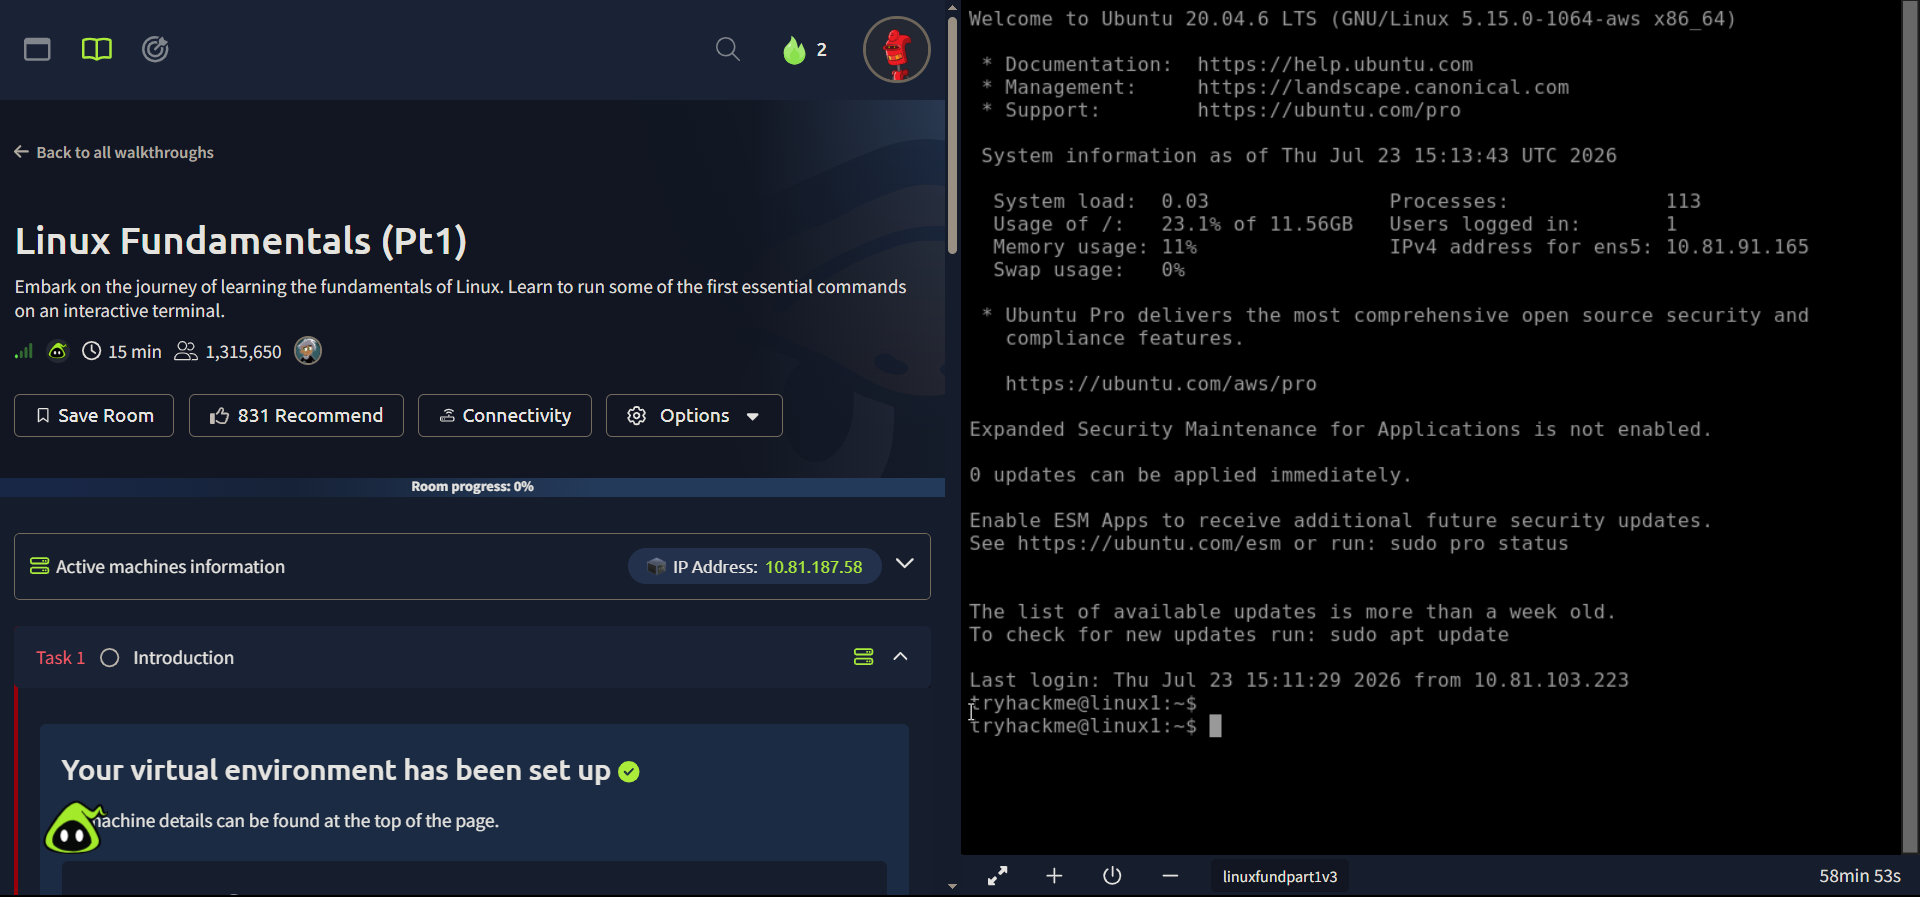 2
Back to all walkthroughs
Linux Fundamentals (Pt1)
Embark on the journey of learning the fundamentals of Linux. Learn to run some of the first essential commands
on an interactive terminal.
15 min 1,315,650
Save Room 831 Recommend Connectivity Options
Room progress: 0%
Active machines information IP Address: 10.81.187.58
Task 1 Introduction
Your virtual environment has been set up
machine details can be found at the top of the page.
Welcome to Ubuntu 20.04.6 LTS (GNU/Linux 5.15.0-1064-aws x86_64)
* Documentation: https://help.ubuntu.com
* Management: https://landscape.canonical.com
* Support: https://ubuntu.com/pro
System information as of Thu Jul 23 15:13:43 UTC 2026
System load: 0.03 Processes: 113
Usage of /: 23.1% of 11.56GB Users logged in: 1
Memory usage: 11% IPv4 address for ens5: 10.81.91.165
Swap usage: 0%
* Ubuntu Pro delivers the most comprehensive open source security and
compliance features.
https://ubuntu.com/aws/pro
Expanded Security Maintenance for Applications is not enabled.
0 updates can be applied immediately.
Enable ESM Apps to receive additional future security updates.
See https://ubuntu.com/esm or run: sudo pro status
The list of available updates is more than a week old.
To check for new updates run: sudo apt update
Last login: Thu Jul 23 15:11:29 2026 from 10.81.103.223
tryhackme@linux1:~$
tryhackme@linux1:~$
linuxfundpart1v3 58min 53s